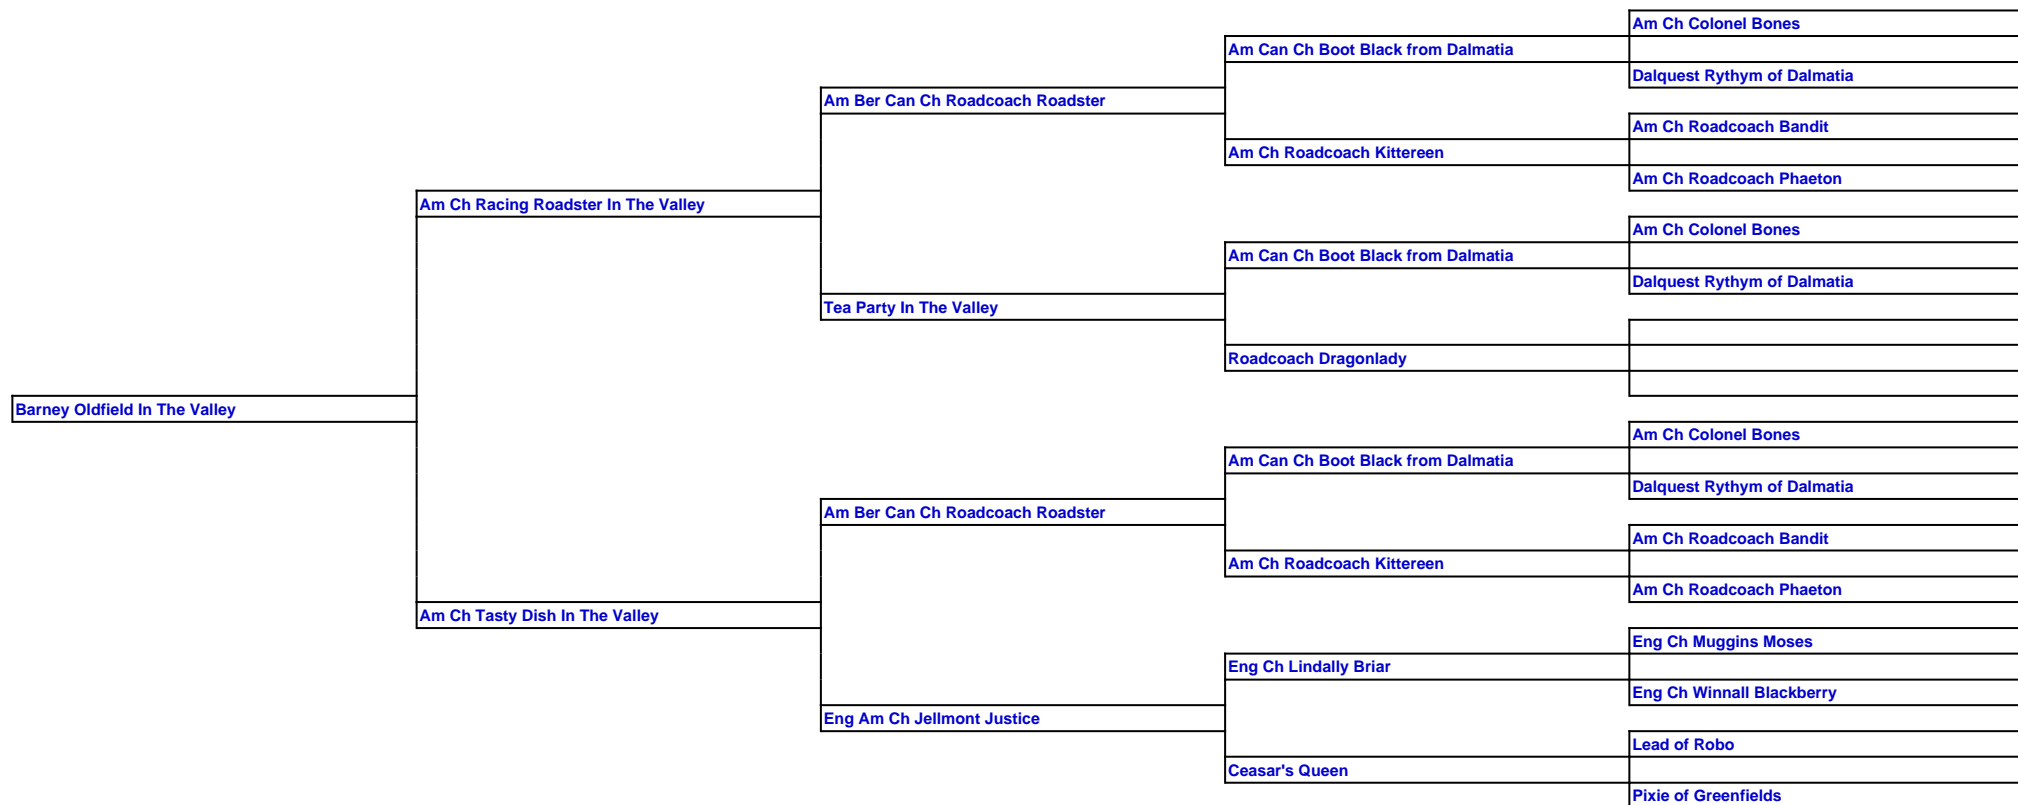 Am Ch Colonel Bones
Am Can Ch Boot Black from Dalmatia
Dalquest Rythym of Dalmatia
Am Ber Can Ch Roadcoach Roadster
Am Ch Roadcoach Bandit
Am Ch Roadcoach Kittereen
Am Ch Roadcoach Phaeton
Am Ch Racing Roadster In The Valley
Am Ch Colonel Bones
Am Can Ch Boot Black from Dalmatia
Dalquest Rythym of Dalmatia
Tea Party In The Valley
Roadcoach Dragonlady
Barney Oldfield In The Valley
Am Ch Colonel Bones
Am Can Ch Boot Black from Dalmatia
Dalquest Rythym of Dalmatia
Am Ber Can Ch Roadcoach Roadster
Am Ch Roadcoach Bandit
Am Ch Roadcoach Kittereen
Am Ch Roadcoach Phaeton
Am Ch Tasty Dish In The Valley
Eng Ch Muggins Moses
Eng Ch Lindally Briar
Eng Ch Winnall Blackberry
Eng Am Ch Jellmont Justice
Lead of Robo
Ceasar's Queen
Pixie of Greenfields